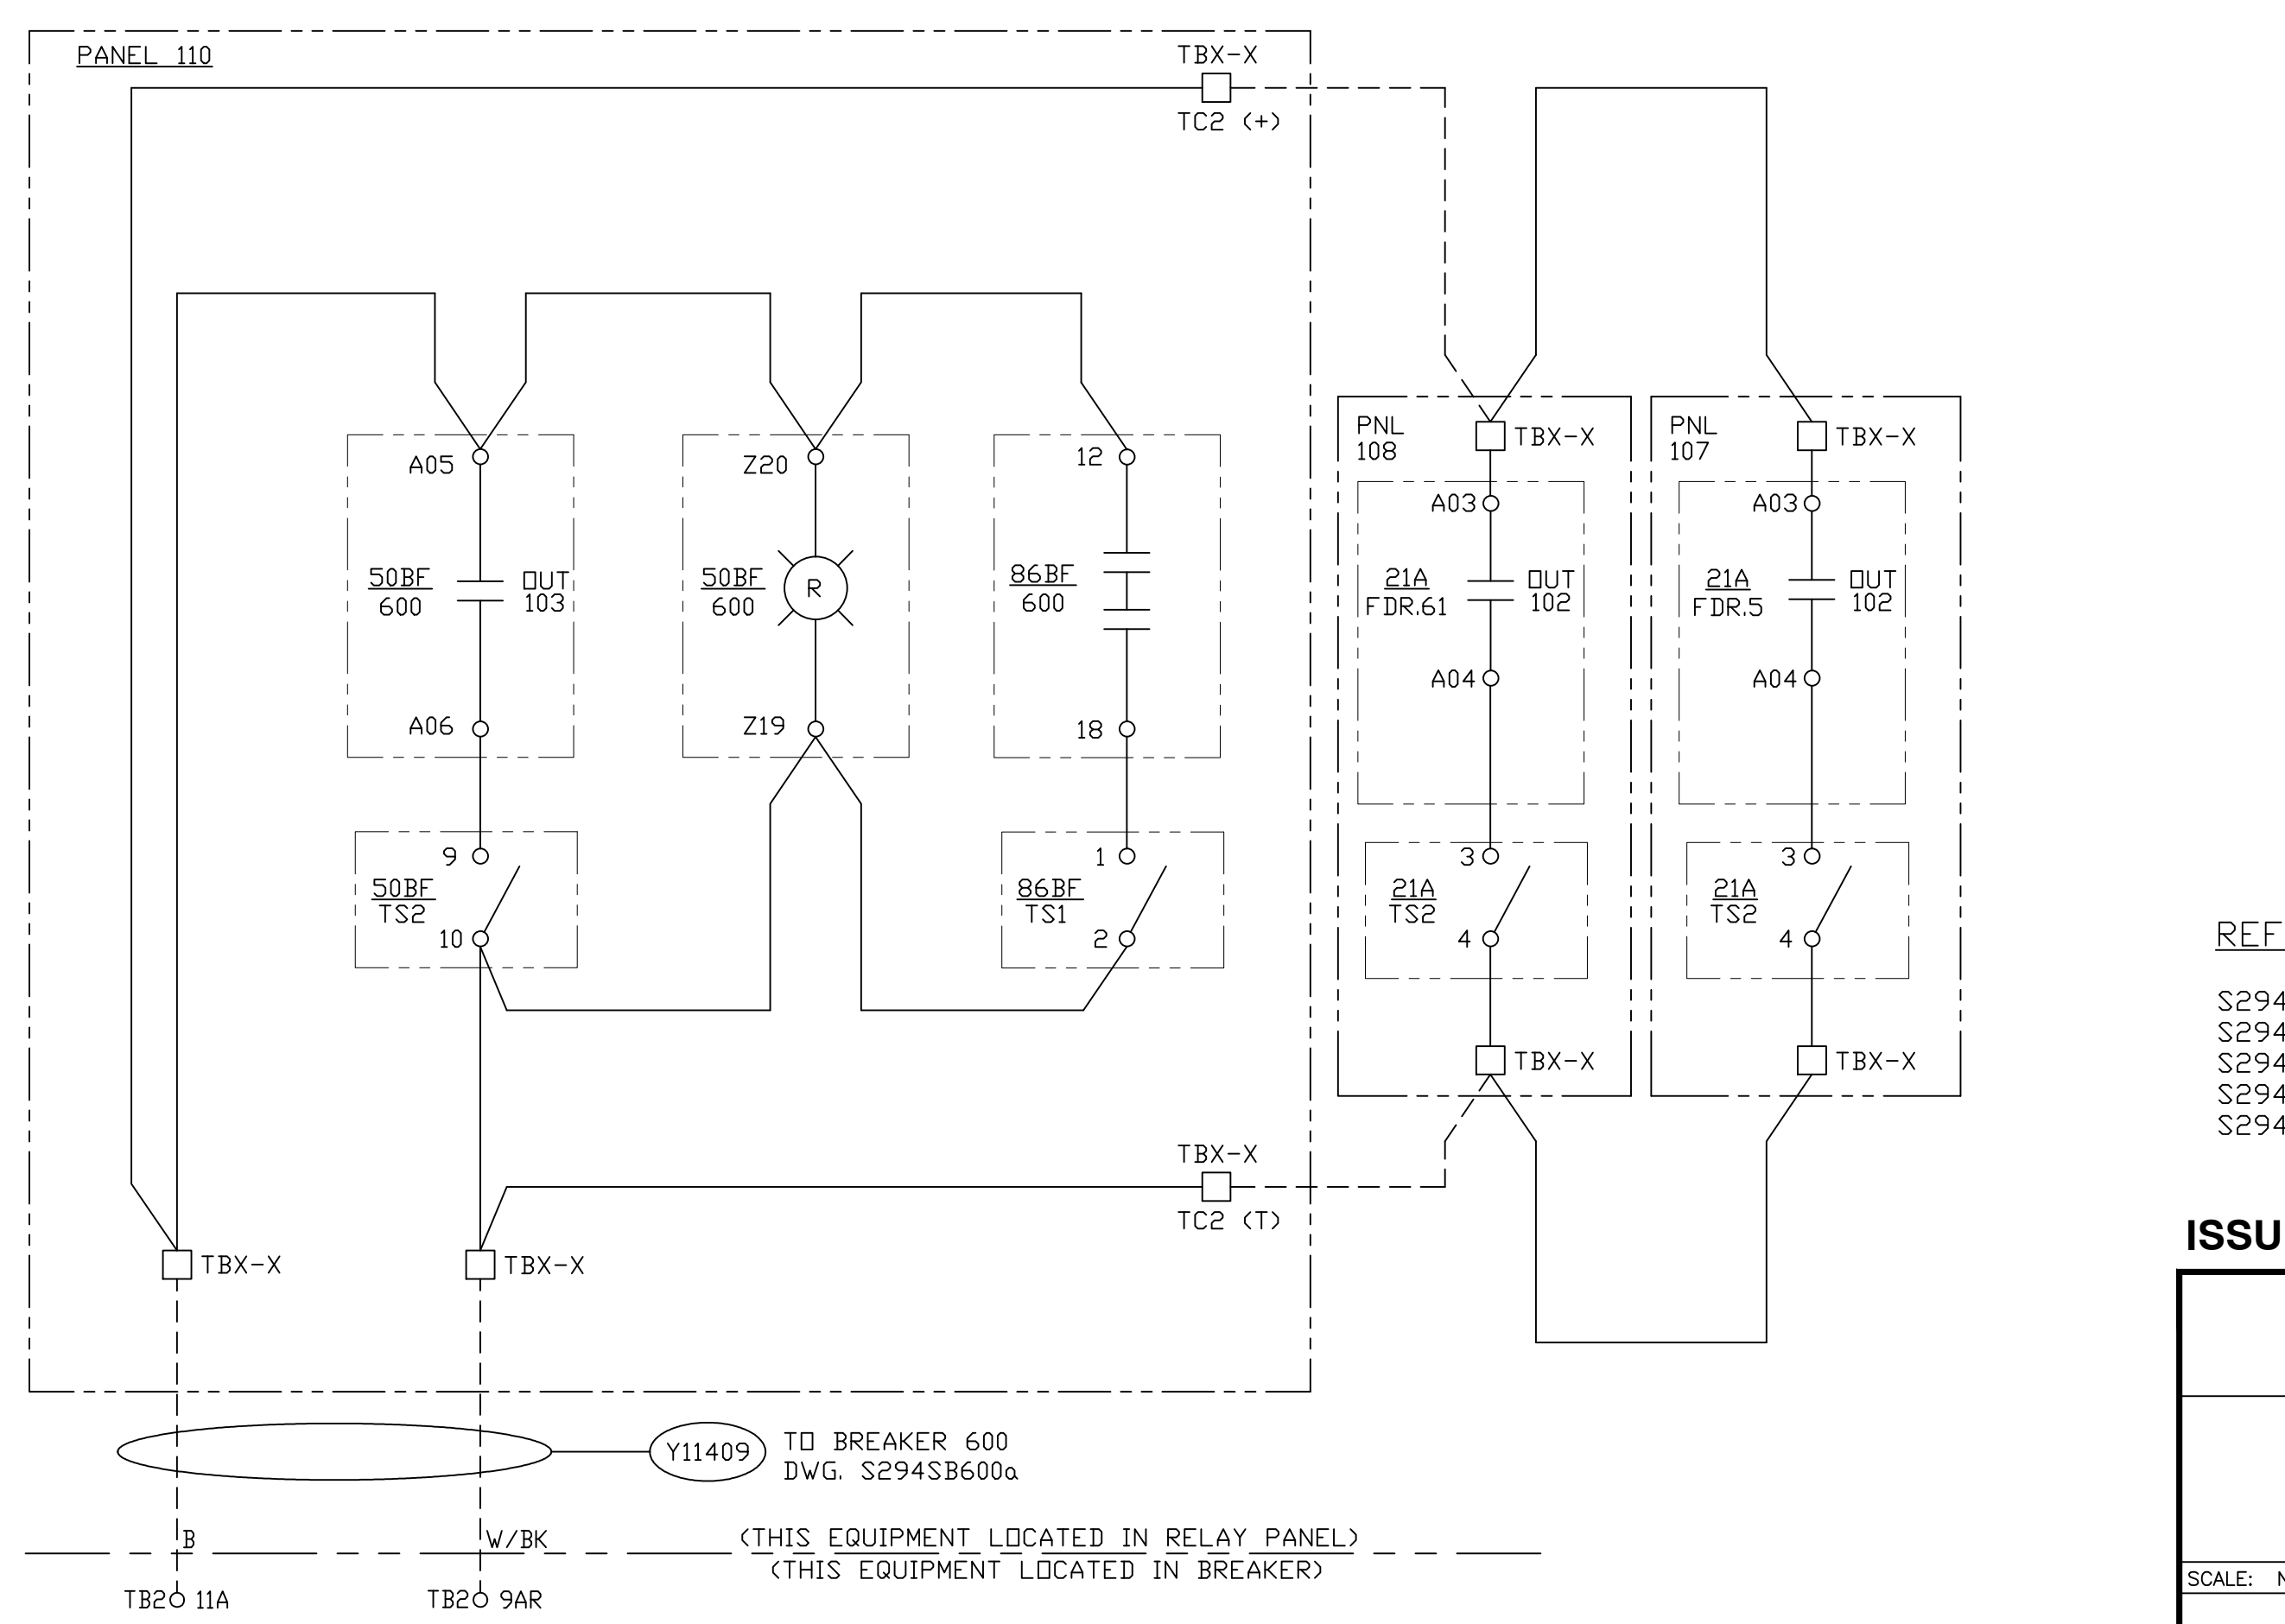 PANEL 110
TBX-X
TC2 (+)
A05
Z20
12
50BF
600
OUT
103
50BF
600
R
86BF
600
A06
Z19
18
9
50BF
TS2
10
1
86BF
TS1
2
PNL
108
TBX-X
A03
21A
FDR.61
OUT
102
A04
3
21A
TS2
4
TBX-X
PNL
107
TBX-X
A03
21A
FDR.5
OUT
102
A04
3
21A
TS2
4
TBX-X
TBX-X
TC2 (T)
TBX-X
TBX-X
Y11409
TO BREAKER 600
DWG. S294SB600a
B
W/BK
(THIS EQUIPMENT LOCATED IN RELAY PANEL)
(THIS EQUIPMENT LOCATED IN BREAKER)
TB2 11A
TB2 9AR
REF
S294
S294
S294
S294
S294
ISSU
SCALE: N